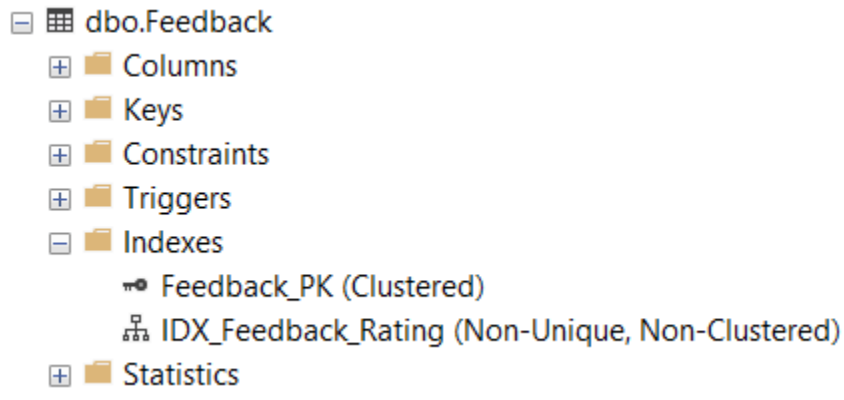 dbo.Feedback
Columns
Keys
Constraints
Triggers
Indexes
Feedback_PK (Clustered)
IDX_Feedback_Rating (Non-Unique, Non-Clustered)
Statistics